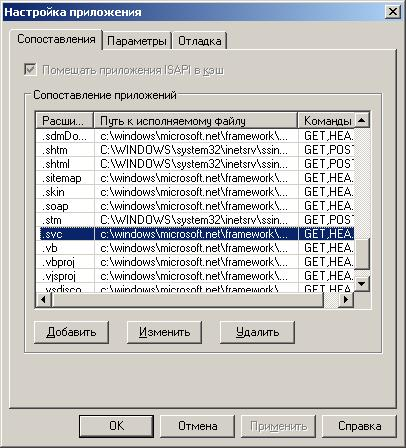 Настройка приложения
Сопоставления Параметры Отладка
Помещать приложения ISAPI в кэш
Сопоставление приложений
Расши... Путь к исполняемому файлу Команды
.sdmDo... c:\windows\microsoft.net\framework\... GET,HEA.
.shtm C:\WINDOWS\system32\inetsrv\ssin... GET,POST
.shtml C:\WINDOWS\system32\inetsrv\ssin... GET,POST
.sitemap c:\windows\microsoft.net\framework\... GET,HEA.
.skin c:\windows\microsoft.net\framework\... GET,HEA.
.soap c:\windows\microsoft.net\framework\... GET,HEA.
.stm C:\WINDOWS\system32\inetsrv\ssin... GET,POST
.svc c:\windows\microsoft.net\framework\... GET,HEA.
.vb c:\windows\microsoft.net\framework\... GET,HEA.
.vbproj c:\windows\microsoft.net\framework\... GET,HEA.
.vjsproj c:\windows\microsoft.net\framework\... GET,HEA.
.vsdisco c:\windows\microsoft.net\framework\... GET,HEA.
Добавить Изменить Удалить
OK Отмена Применить Справка